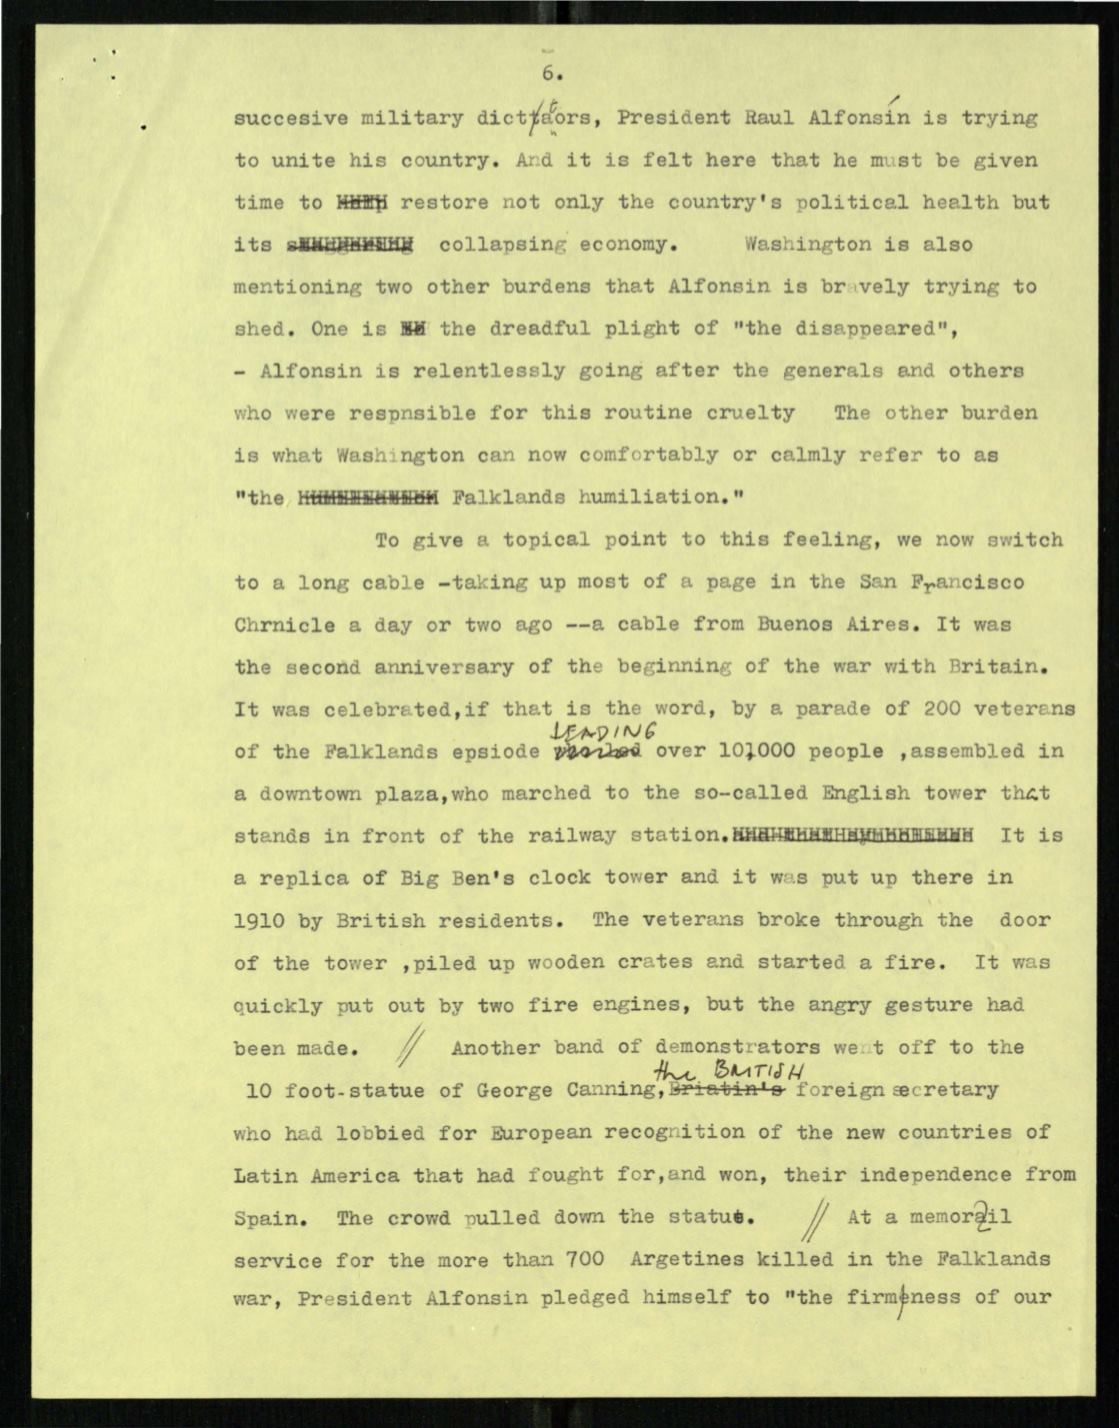 6.
succesive military dicttators, President Raul Alfonsín is trying
to unite his country. And it is felt here that he must be given
time to restore not only the country's political health but
its collapsing economy. Washington is also
mentioning two other burdens that Alfonsin is bravely trying to
shed. One is the dreadful plight of "the disappeared",
- Alfonsin is relentlessly going after the generals and others
who were respnsible for this routine cruelty The other burden
is what Washington can now comfortably or calmly refer to as
"the Falklands humiliation."
To give a topical point to this feeling, we now switch
to a long cable -taking up most of a page in the San Francisco
Chrnicle a day or two ago --a cable from Buenos Aires. It was
the second anniversary of the beginning of the war with Britain.
It was celebrated,if that is the word, by a parade of 200 veterans
LEADING
of the Falklands epsiode over 10,000 people ,assembled in
a downtown plaza,who marched to the so-called English tower that
stands in front of the railway station. It is
a replica of Big Ben's clock tower and it was put up there in
1910 by British residents. The veterans broke through the door
of the tower ,piled up wooden crates and started a fire. It was
quickly put out by two fire engines, but the angry gesture had
been made. // Another band of demonstrators went off to the
the BRITISH
10 foot-statue of George Canning, Briatin's foreign secretary
who had lobbied for European recognition of the new countries of
Latin America that had fought for,and won, their independence from
Spain. The crowd pulled down the statue. // At a memorail
service for the more than 700 Argetines killed in the Falklands
war, President Alfonsin pledged himself to "the firmness of our